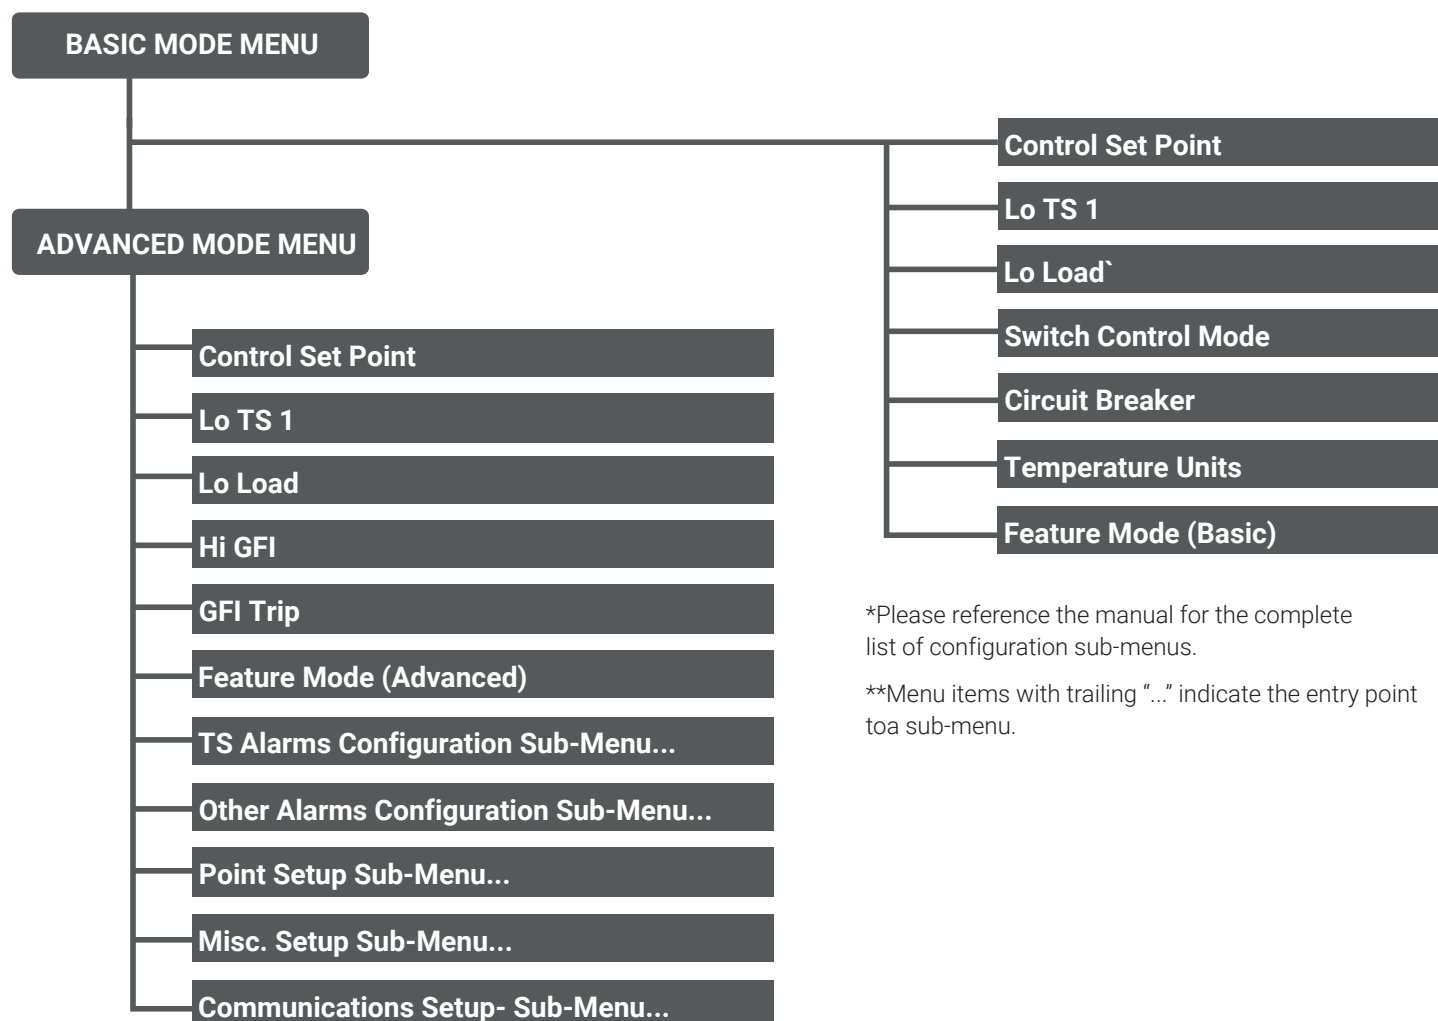 BASIC MODE MENU
Control Set Point
Lo TS 1
Lo Load`
Switch Control Mode
Circuit Breaker
Temperature Units
Feature Mode (Basic)
*Please reference the manual for the complete
list of configuration sub-menus.
**Menu items with trailing “...” indicate the entry point
toa sub-menu.
ADVANCED MODE MENU
Control Set Point
Lo TS 1
Lo Load
Hi GFI
GFI Trip
Feature Mode (Advanced)
TS Alarms Configuration Sub-Menu...
Other Alarms Configuration Sub-Menu...
Point Setup Sub-Menu...
Misc. Setup Sub-Menu...
Communications Setup- Sub-Menu...